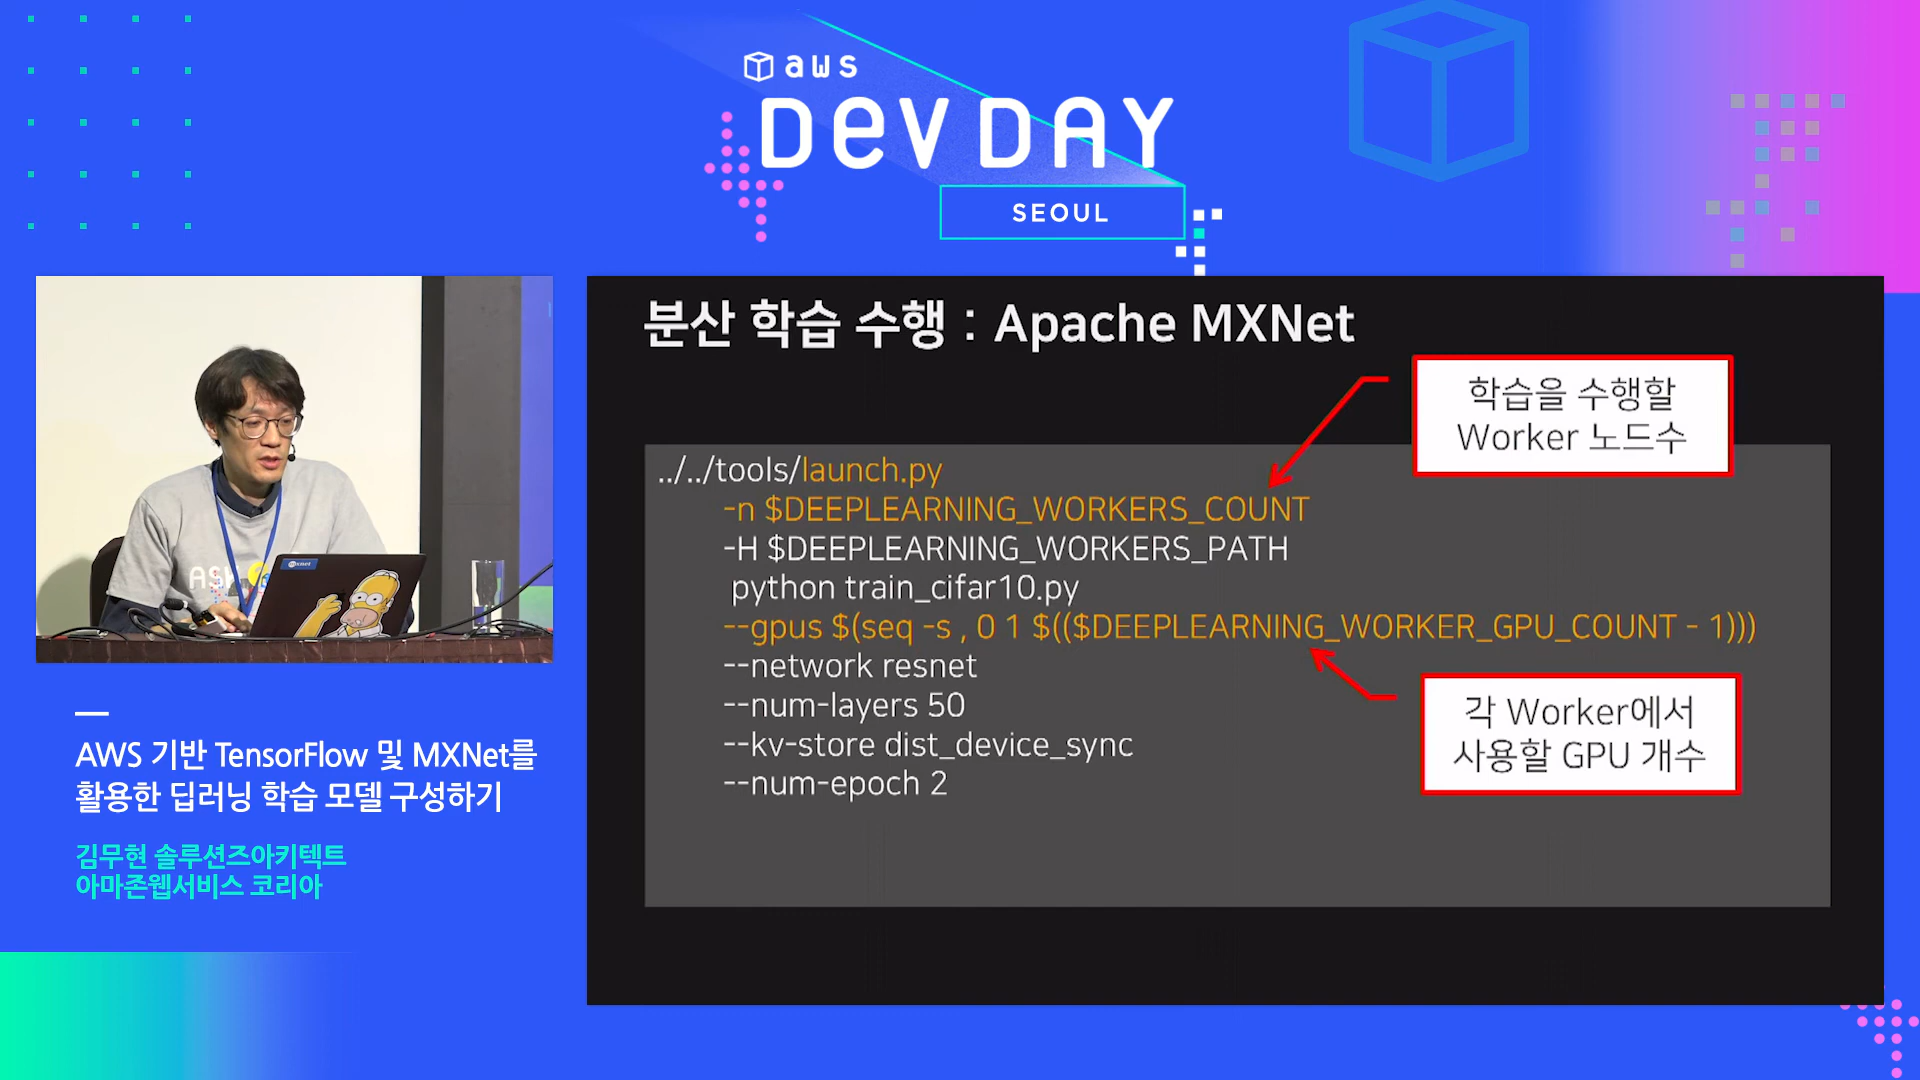 aws
DEV DAY
SEOUL
분산 학습 수행 : Apache MXNet
학습을 수행할
Worker 노드수
../../tools/launch.py
-n $DEEPLEARNING_WORKERS_COUNT
-H $DEEPLEARNING_WORKERS_PATH
python train_cifar10.py
--gpus $(seq -s , 0 1 $(($DEEPLEARNING_WORKER_GPU_COUNT - 1)))
--network resnet
--num-layers 50
--kv-store dist_device_sync
--num-epoch 2
각 Worker에서
사용할 GPU 개수
mxnet
ASK
AWS 기반 TensorFlow 및 MXNet를
활용한 딥러닝 학습 모델 구성하기
김무현 솔루션즈아키텍트
아마존웹서비스 코리아